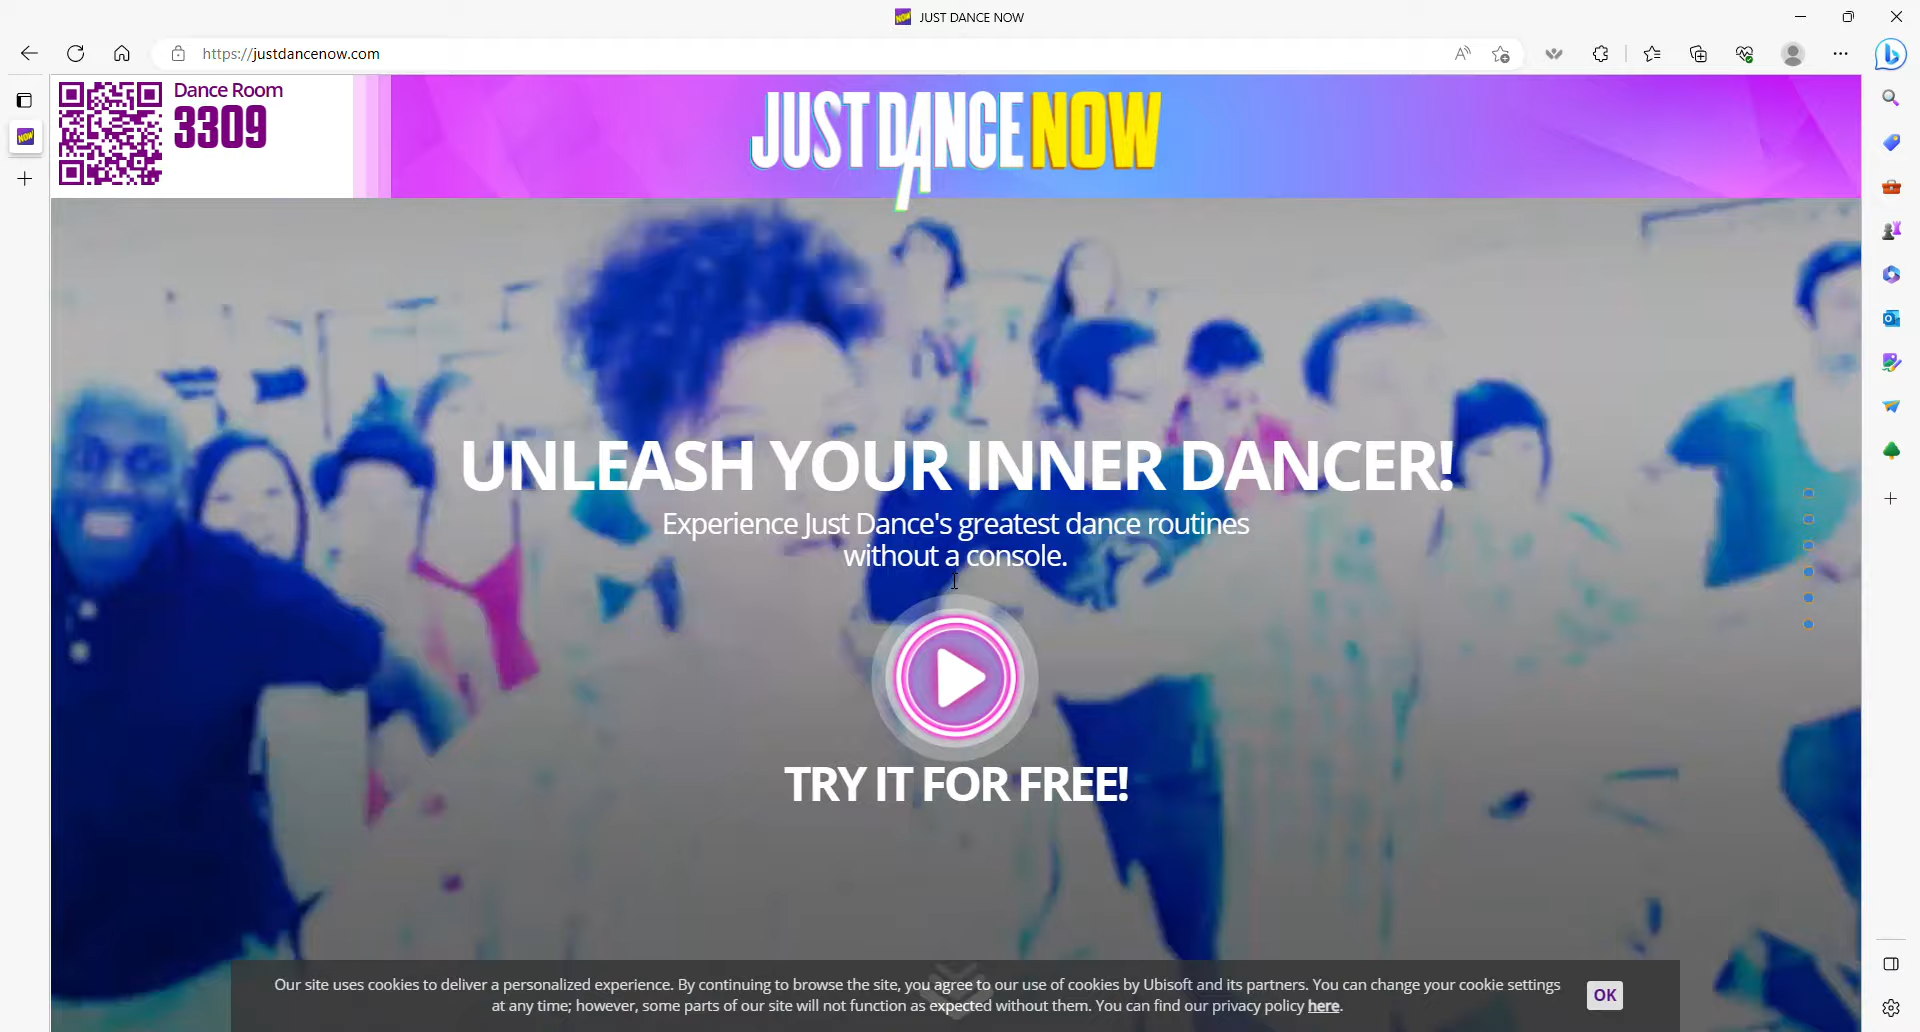 JUST DANCE NOW
https://justdancenow.com
Dance Room
3309
JUST DANCE NOW
UNLEASH YOUR INNER DANCER!
Experience Just Dance's greatest dance routines
without a console.
TRY IT FOR FREE!
Our site uses cookies to deliver a personalized experience. By continuing to browse the site, you agree to our use of cookies by Ubisoft and its partners. You can change your cookie settings
at any time; however, some parts of our site will not function as expected without them. You can find our privacy policy here.
OK